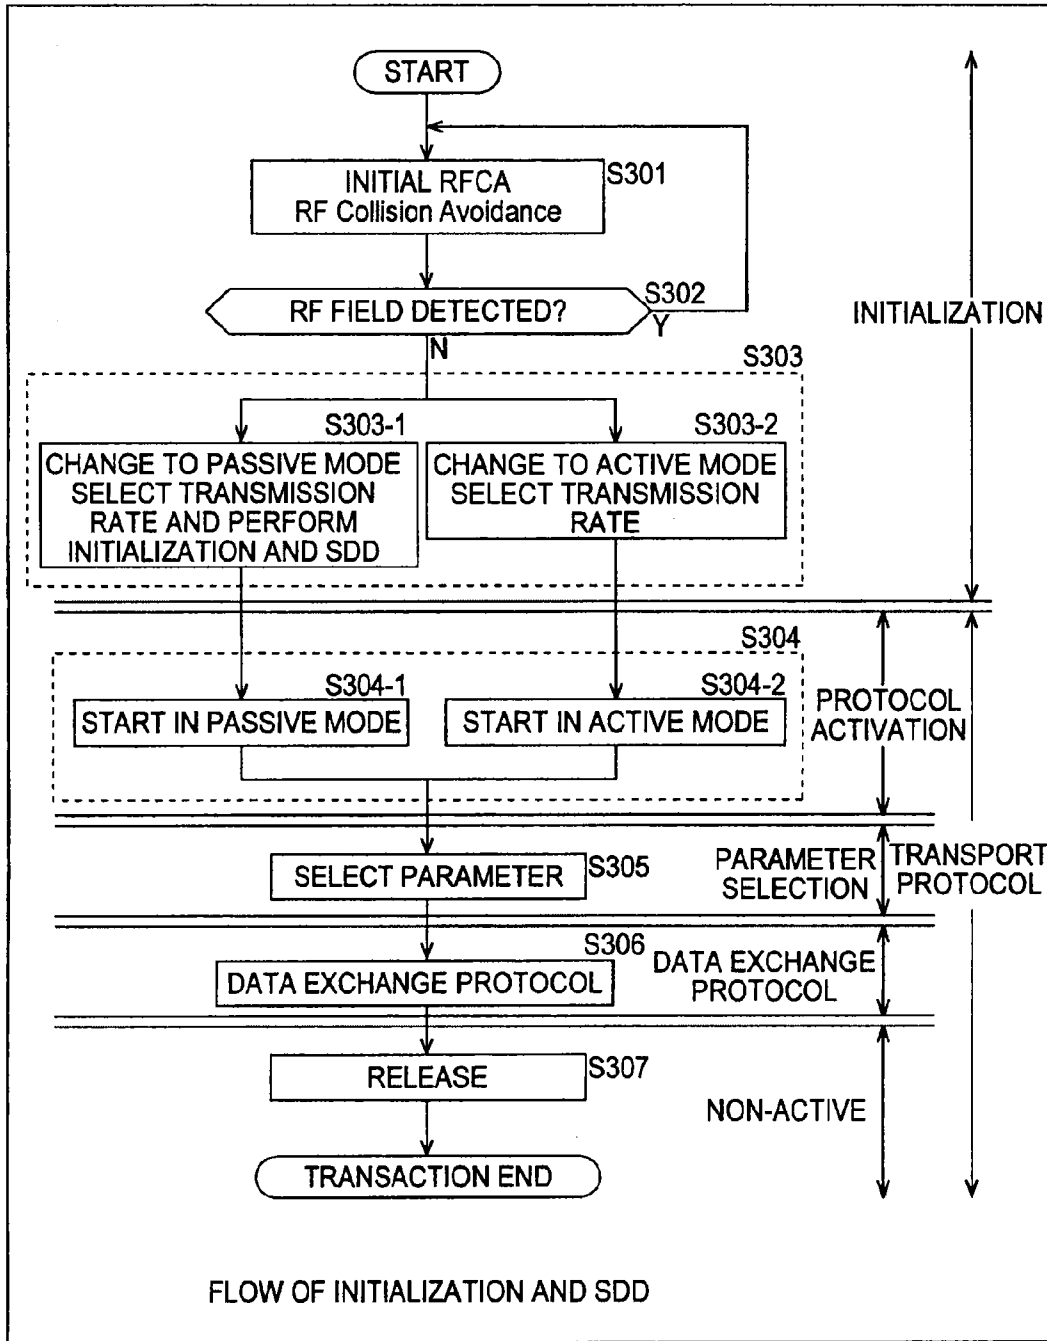 START
INITIAL RFCA
RF Collision Avoidance
S301
RF FIELD DETECTED?
S302
Y
N
INITIALIZATION
S303
S303-1
CHANGE TO PASSIVE MODE
SELECT TRANSMISSION
RATE AND PERFORM
INITIALIZATION AND SDD
S303-2
CHANGE TO ACTIVE MODE
SELECT TRANSMISSION
RATE
S304
S304-1
START IN PASSIVE MODE
S304-2
START IN ACTIVE MODE
PROTOCOL
ACTIVATION
SELECT PARAMETER
S305
PARAMETER
SELECTION
TRANSPORT
PROTOCOL
S306
DATA EXCHANGE PROTOCOL
DATA EXCHANGE
PROTOCOL
RELEASE
S307
NON-ACTIVE
TRANSACTION END
FLOW OF INITIALIZATION AND SDD